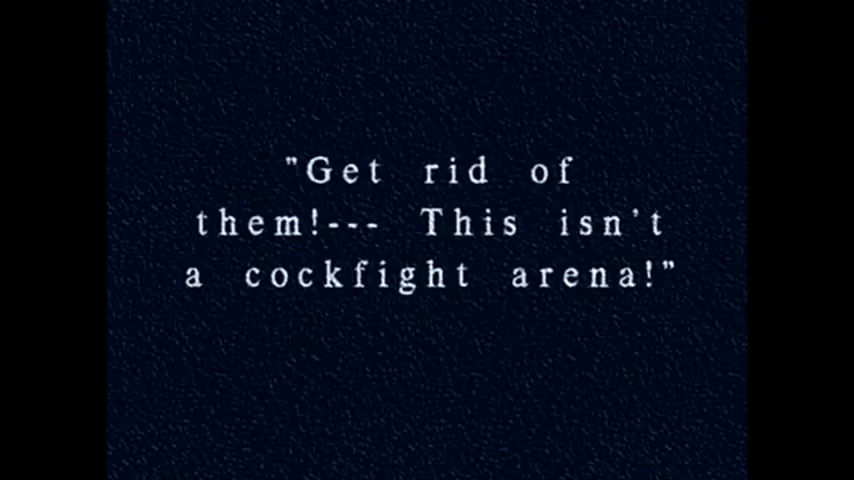 "Get rid of
them!--- This isn't
a cockfight arena!"